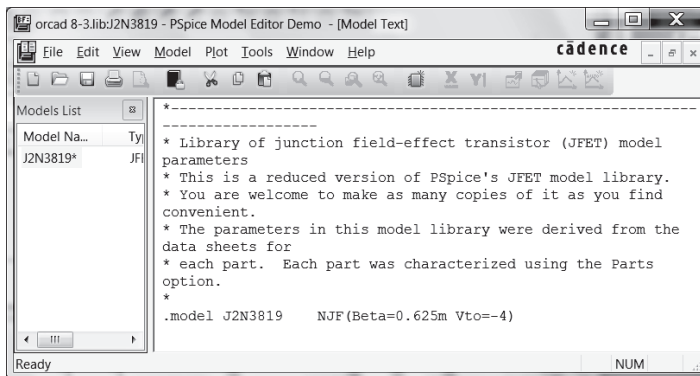 orcad 8-3.lib:J2N3819 - PSpice Model Editor Demo - [Model Text]
File Edit View Model Plot Tools Window Help
cādence
Models List
Model Na... Ty
J2N3819* JFI
*----------------------------------------------------------------
------------------
* Library of junction field-effect transistor (JFET) model
parameters
* This is a reduced version of PSpice's JFET model library.
* You are welcome to make as many copies of it as you find
convenient.
* The parameters in this model library were derived from the
data sheets for
* each part. Each part was characterized using the Parts
option.
*
.model J2N3819 NJF(Beta=0.625m Vto=-4)
Ready
NUM